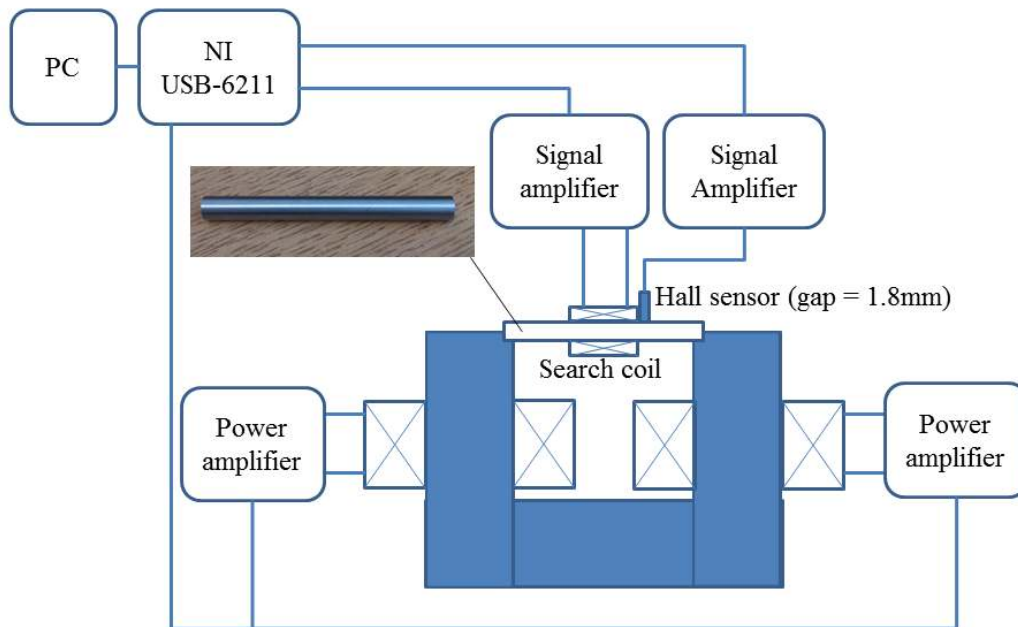 PC
NI
USB-6211
Signal
amplifier
Signal
Amplifier
Hall sensor (gap = 1.8mm)
Search coil
Power
amplifier
Power
amplifier